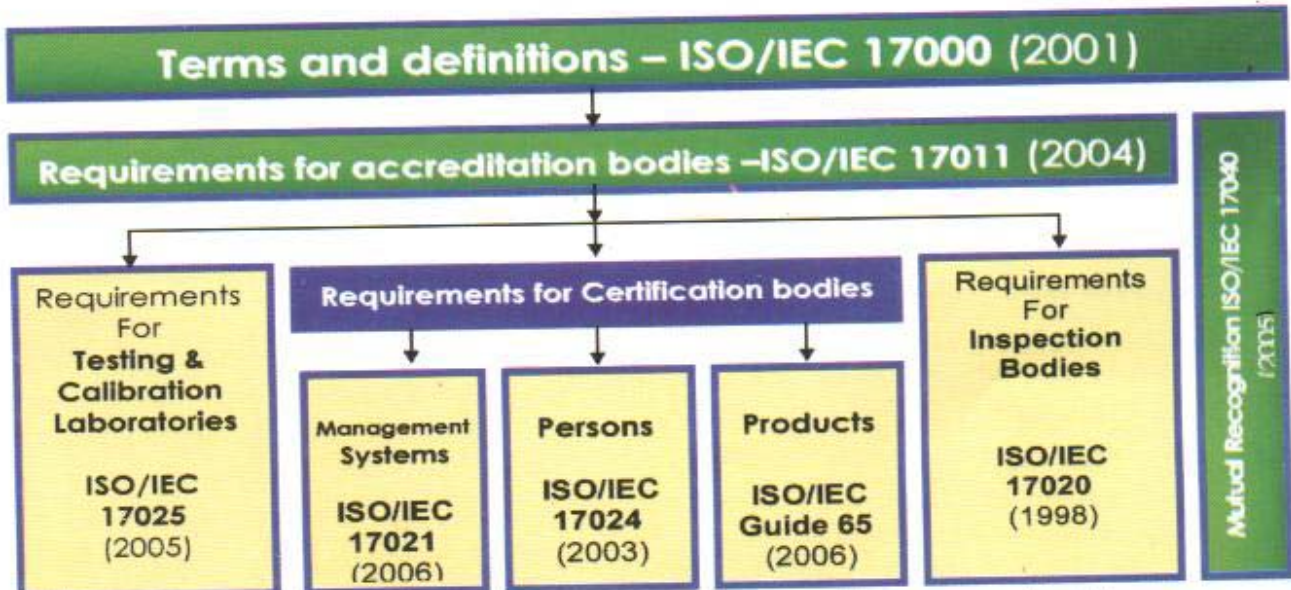 Terms and definitions – ISO/IEC 17000 (2001)
Requirements for accreditation bodies –ISO/IEC 17011 (2004)
Requirements
For
Testing &
Calibration
Laboratories
ISO/IEC
17025
(2005)
Requirements for Certification bodies
Management
Systems
ISO/IEC
17021
(2006)
Persons
ISO/IEC
17024
(2003)
Products
ISO/IEC
Guide 65
(2006)
Requirements
For
Inspection
Bodies
ISO/IEC
17020
(1998)
Mutual Recognition ISO/IEC 17040
(2005)